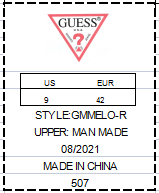 GUESS
U.S.A.
?
US EUR
9 42
STYLE:GMMELO-R
UPPER: MAN MADE
08/2021
MADE IN CHINA
507